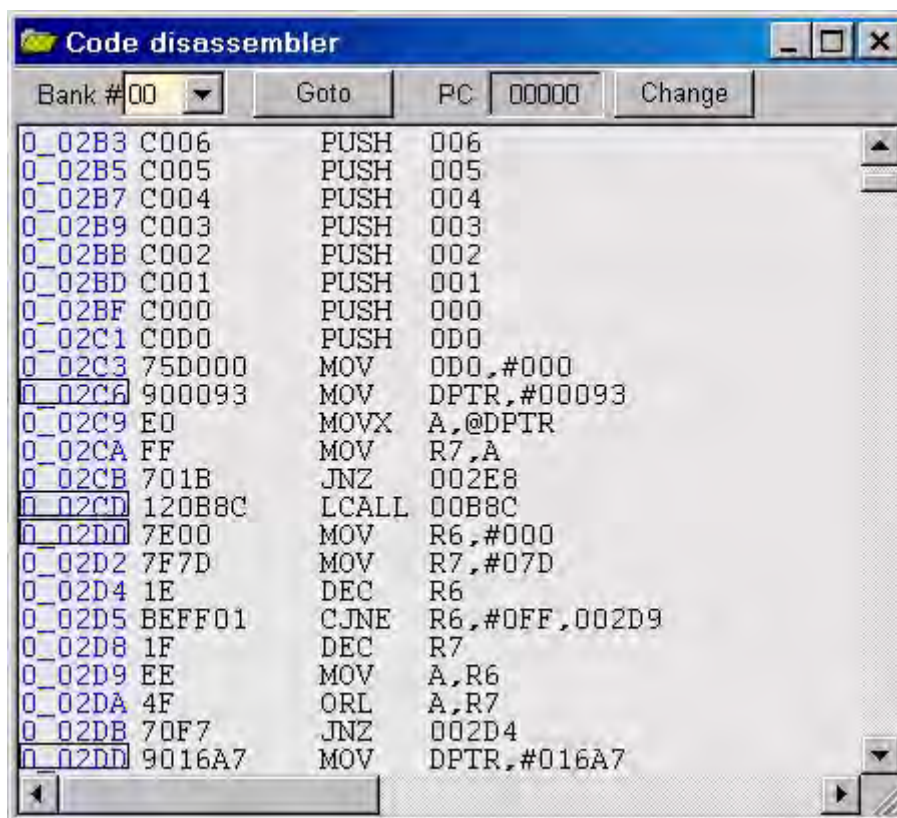 Code disassembler
Bank # 00 Goto PC 00000 Change
0_02B3 C006 PUSH 006
0_02B5 C005 PUSH 005
0_02B7 C004 PUSH 004
0_02B9 C003 PUSH 003
0_02BB C002 PUSH 002
0_02BD C001 PUSH 001
0_02BF C000 PUSH 000
0_02C1 C0D0 PUSH 0D0
0_02C3 75D000 MOV 0D0,#000
0_02C6 900093 MOV DPTR,#00093
0_02C9 E0 MOVX A,@DPTR
0_02CA FF MOV R7,A
0_02CB 701B JNZ 002E8
0_02CD 120B8C LCALL 00B8C
0_02D0 7E00 MOV R6,#000
0_02D2 7F7D MOV R7,#07D
0_02D4 1E DEC R6
0_02D5 BEFF01 CJNE R6,#0FF,002D9
0_02D8 1F DEC R7
0_02D9 EE MOV A,R6
0_02DA 4F ORL A,R7
0_02DB 70F7 JNZ 002D4
0_02DD 9016A7 MOV DPTR,#016A7